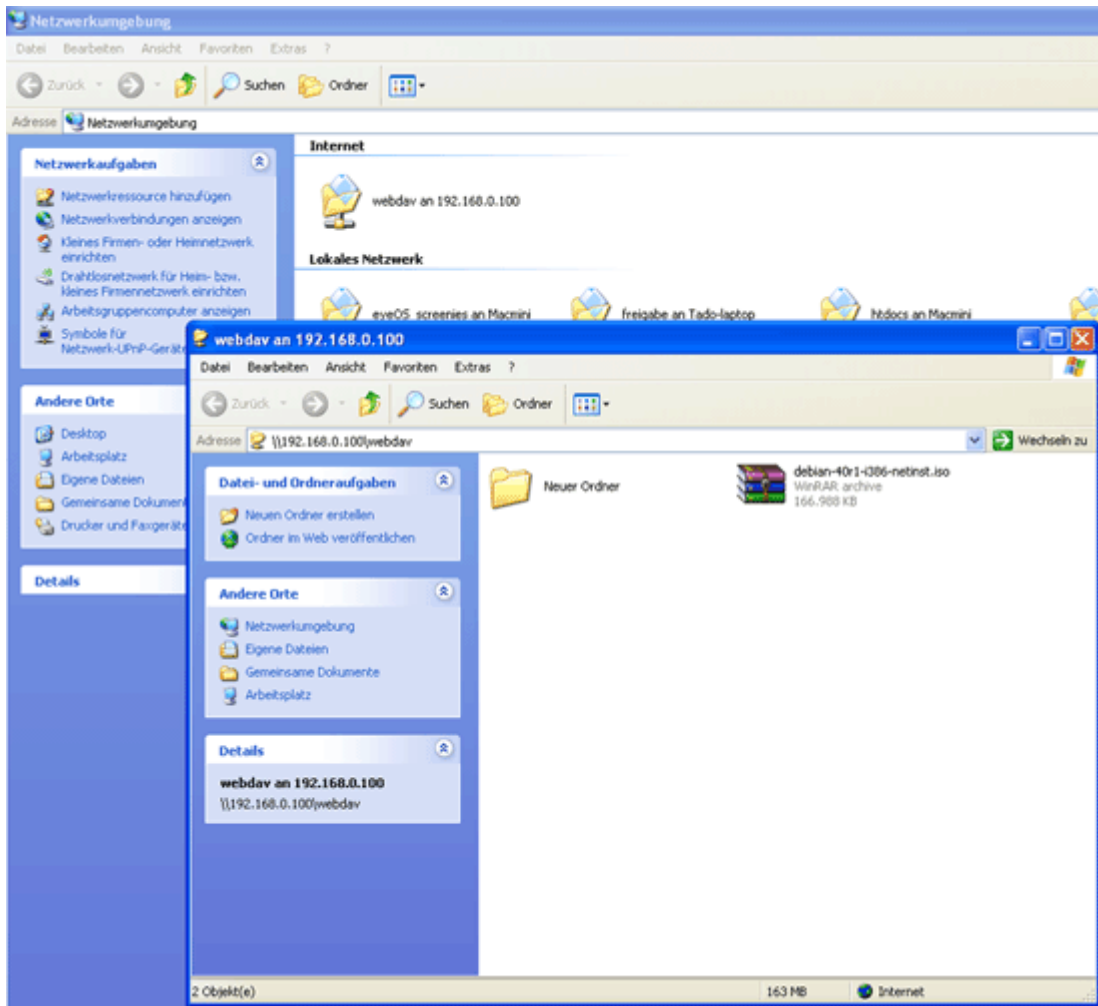 Netzwerkumgebung
Datei Bearbeiten Ansicht Favoriten Extras ?
Zurück Suchen Ordner
Adresse Netzwerkumgebung
Netzwerkaufgaben
Netzwerkressource hinzufügen
Netzwerkverbindungen anzeigen
Kleines Firmen- oder Heimnetzwerk
einrichten
Drahtlosnetzwerk für Heim- bzw.
kleines Firmennetzwerk einrichten
Arbeitsgruppencomputer anzeigen
Symbole für
Netzwerk-UPnP-Geräte
Andere Orte
Desktop
Arbeitsplatz
Eigene Dateien
Gemeinsame Dokument
Drucker und Faxgeräte
Details
Internet
webdav an 192.168.0.100
Lokales Netzwerk
eyeOS screenies an Macmini
freigabe an Tado-laptop
htdocs an Macmini
webdav an 192.168.0.100
Datei Bearbeiten Ansicht Favoriten Extras ?
Zurück Suchen Ordner
Adresse \\192.168.0.100\webdav Wechseln zu
Datei- und Ordneraufgaben
Neuen Ordner erstellen
Ordner im Web veröffentlichen
Andere Orte
Netzwerkumgebung
Eigene Dateien
Gemeinsame Dokumente
Arbeitsplatz
Details
webdav an 192.168.0.100
\\192.168.0.100\webdav
Neuer Ordner
debian-40r1-i386-netinst.iso
WinRAR archive
166.988 KB
2 Objekt(e) 163 MB Internet